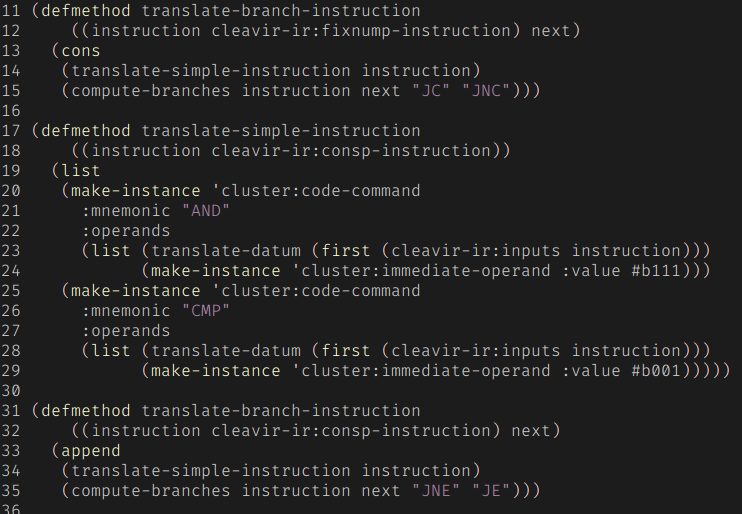 11 (defmethod translate-branch-instruction
12     ((instruction cleavir-ir:fixnump-instruction) next)
13   (cons
14    (translate-simple-instruction instruction)
15    (compute-branches instruction next "JC" "JNC")))
16
17 (defmethod translate-simple-instruction
18     ((instruction cleavir-ir:consp-instruction))
19   (list
20    (make-instance 'cluster:code-command
21      :mnemonic "AND"
22      :operands
23      (list (translate-datum (first (cleavir-ir:inputs instruction)))
24            (make-instance 'cluster:immediate-operand :value #b111)))
25    (make-instance 'cluster:code-command
26      :mnemonic "CMP"
27      :operands
28      (list (translate-datum (first (cleavir-ir:inputs instruction)))
29            (make-instance 'cluster:immediate-operand :value #b001)))))
30
31 (defmethod translate-branch-instruction
32     ((instruction cleavir-ir:consp-instruction) next)
33   (append
34    (translate-simple-instruction instruction)
35    (compute-branches instruction next "JNE" "JE")))
36